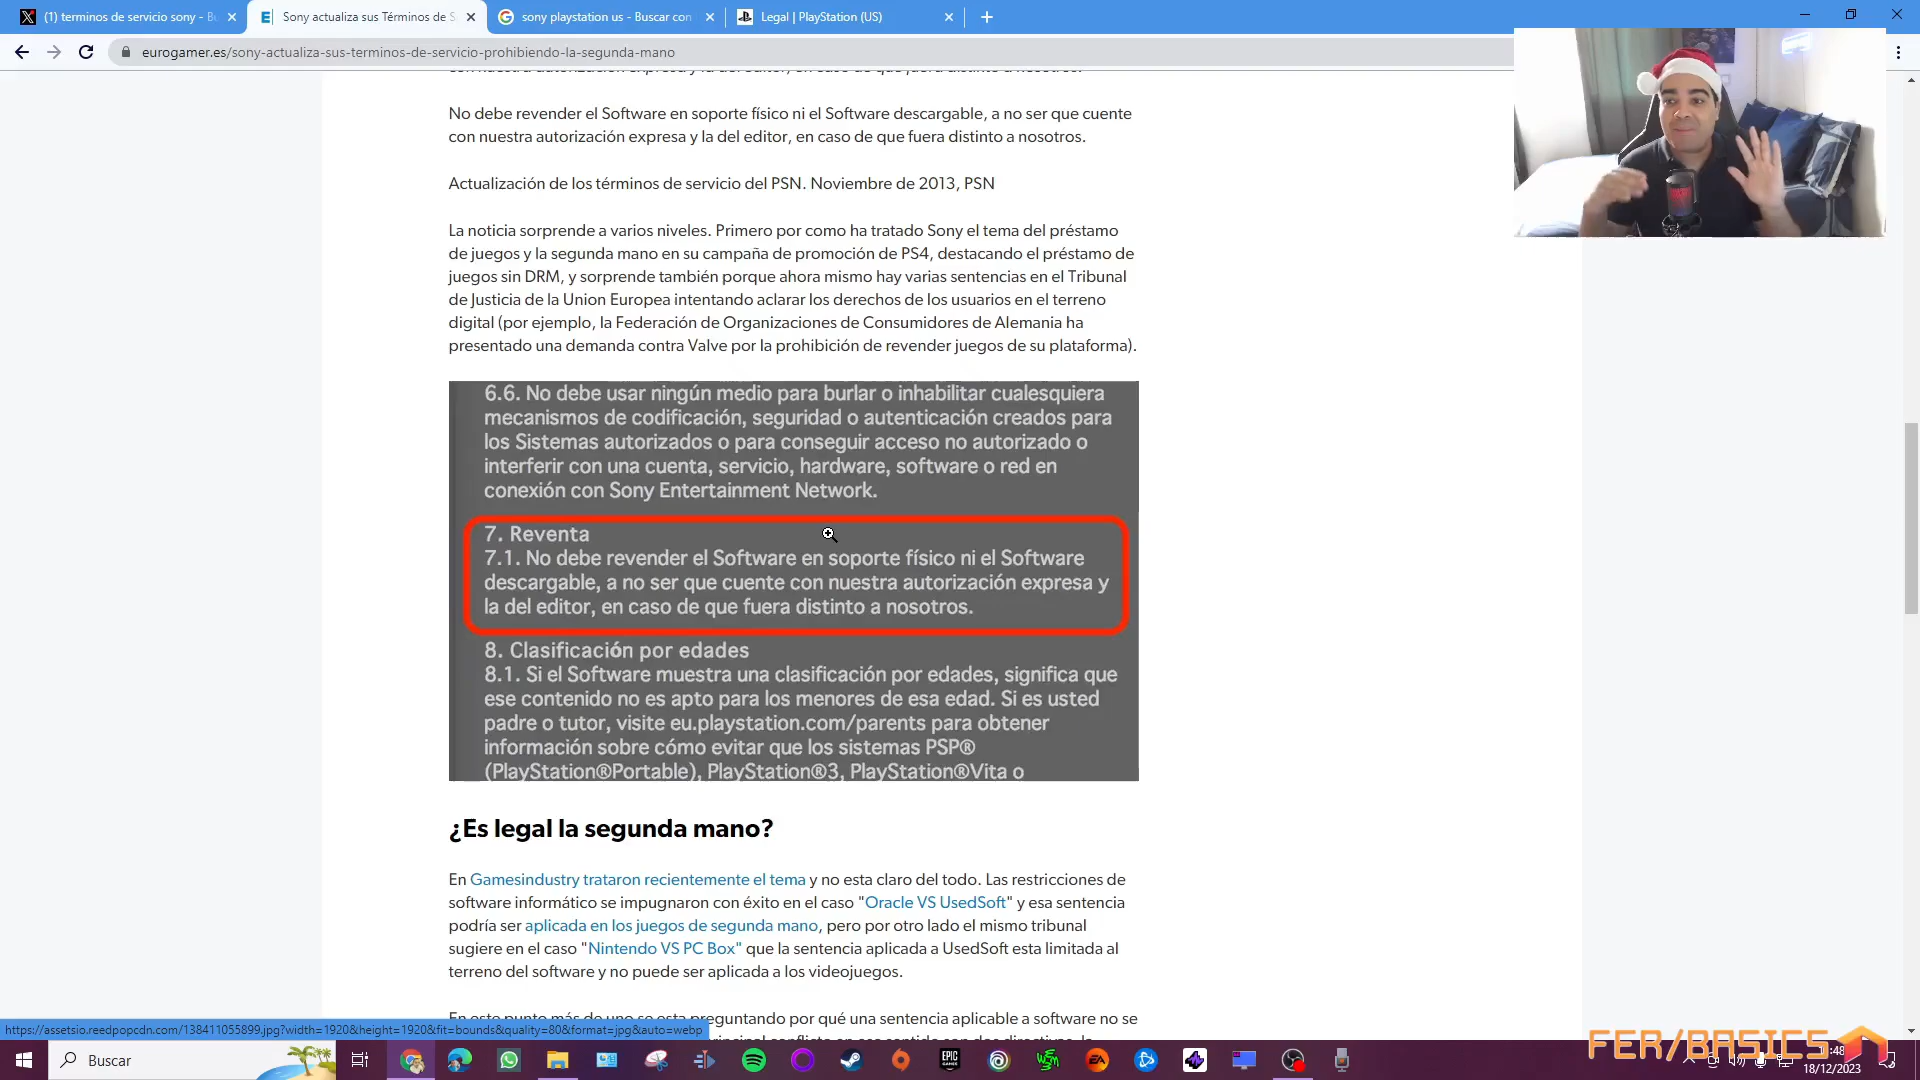 (1) terminos de servicio sony - B
Sony actualiza sus Términos de S
sony playstation us - Buscar con
Legal | PlayStation (US)
eurogamer.es/sony-actualiza-sus-terminos-de-servicio-prohibiendo-la-segunda-mano
con nuestra autorización expresa y la del editor, en caso de que fuera distinto a nosotros.
No debe revender el Software en soporte físico ni el Software descargable, a no ser que cuente
con nuestra autorización expresa y la del editor, en caso de que fuera distinto a nosotros.
Actualización de los términos de servicio del PSN. Noviembre de 2013, PSN
La noticia sorprende a varios niveles. Primero por como ha tratado Sony el tema del préstamo
de juegos y la segunda mano en su campaña de promoción de PS4, destacando el préstamo de
juegos sin DRM, y sorprende también porque ahora mismo hay varias sentencias en el Tribunal
de Justicia de la Union Europea intentando aclarar los derechos de los usuarios en el terreno
digital (por ejemplo, la Federación de Organizaciones de Consumidores de Alemania ha
presentado una demanda contra Valve por la prohibición de revender juegos de su plataforma).
6.6. No debe usar ningún medio para burlar o inhabilitar cualesquiera
mecanismos de codificación, seguridad o autenticación creados para
los Sistemas autorizados o para conseguir acceso no autorizado o
interferir con una cuenta, servicio, hardware, software o red en
conexión con Sony Entertainment Network.
7. Reventa
7.1. No debe revender el Software en soporte físico ni el Software
descargable, a no ser que cuente con nuestra autorización expresa y
la del editor, en caso de que fuera distinto a nosotros.
8. Clasificación por edades
8.1. Si el Software muestra una clasificación por edades, significa que
ese contenido no es apto para los menores de esa edad. Si es usted
padre o tutor, visite eu.playstation.com/parents para obtener
información sobre cómo evitar que los sistemas PSP®
(PlayStation®Portable), PlayStation®3, PlayStation®Vita o
¿Es legal la segunda mano?
En Gamesindustry trataron recientemente el tema y no esta claro del todo. Las restricciones de
software informático se impugnaron con éxito en el caso "Oracle VS UsedSoft" y esa sentencia
podría ser aplicada en los juegos de segunda mano, pero por otro lado el mismo tribunal
sugiere en el caso "Nintendo VS PC Box" que la sentencia aplicada a UsedSoft esta limitada al
terreno del software y no puede ser aplicada a los videojuegos.
En este punto más de uno se esta preguntando por qué una sentencia aplicable a software no se
https://assetsio.reedpopcdn.com/138411055899.jpg?width=1920&height=1920&fit=bounds&quality=80&format=jpg&auto=webp
Buscar
EPIC
GAMES
EA
FER/BASICS
:48
18/12/2023